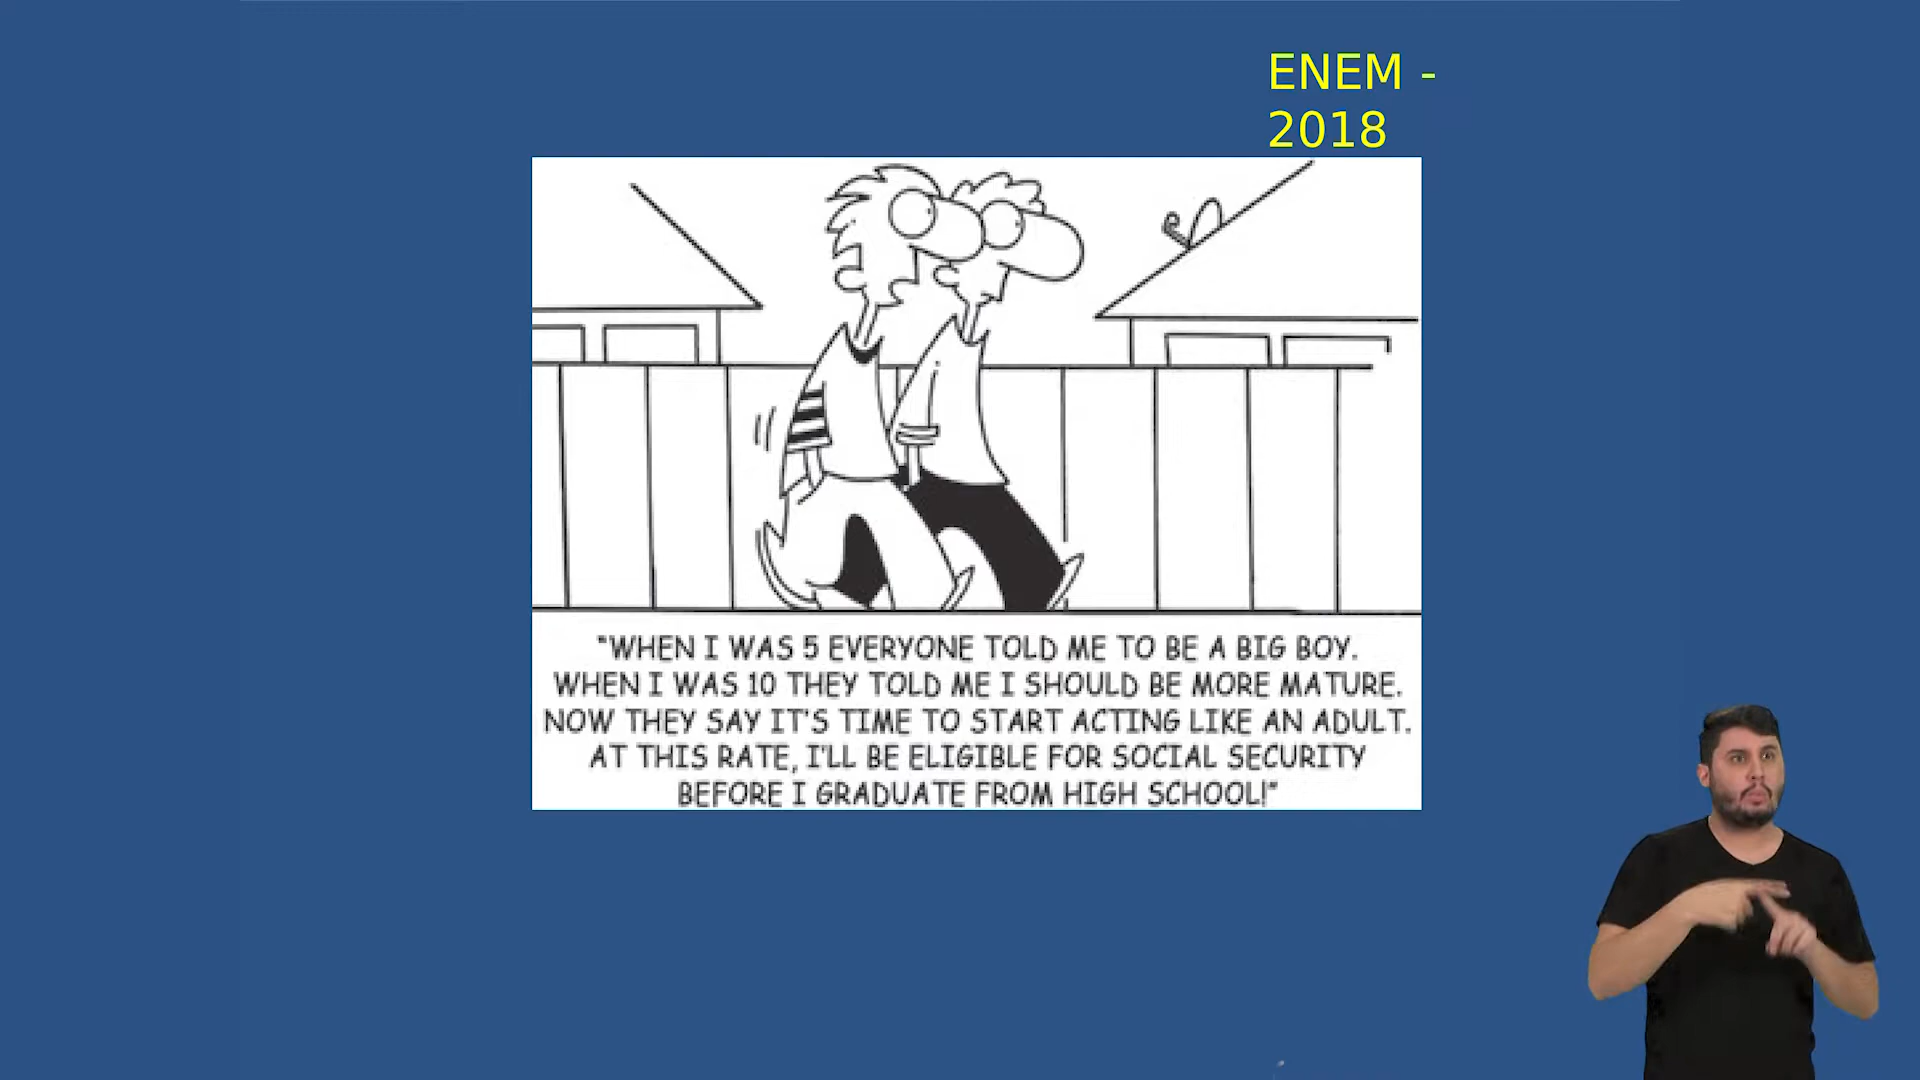 ENEM -
2018
"WHEN I WAS 5 EVERYONE TOLD ME TO BE A BIG BOY.
WHEN I WAS 10 THEY TOLD ME I SHOULD BE MORE MATURE.
NOW THEY SAY IT'S TIME TO START ACTING LIKE AN ADULT.
AT THIS RATE, I'LL BE ELIGIBLE FOR SOCIAL SECURITY
BEFORE I GRADUATE FROM HIGH SCHOOL!"